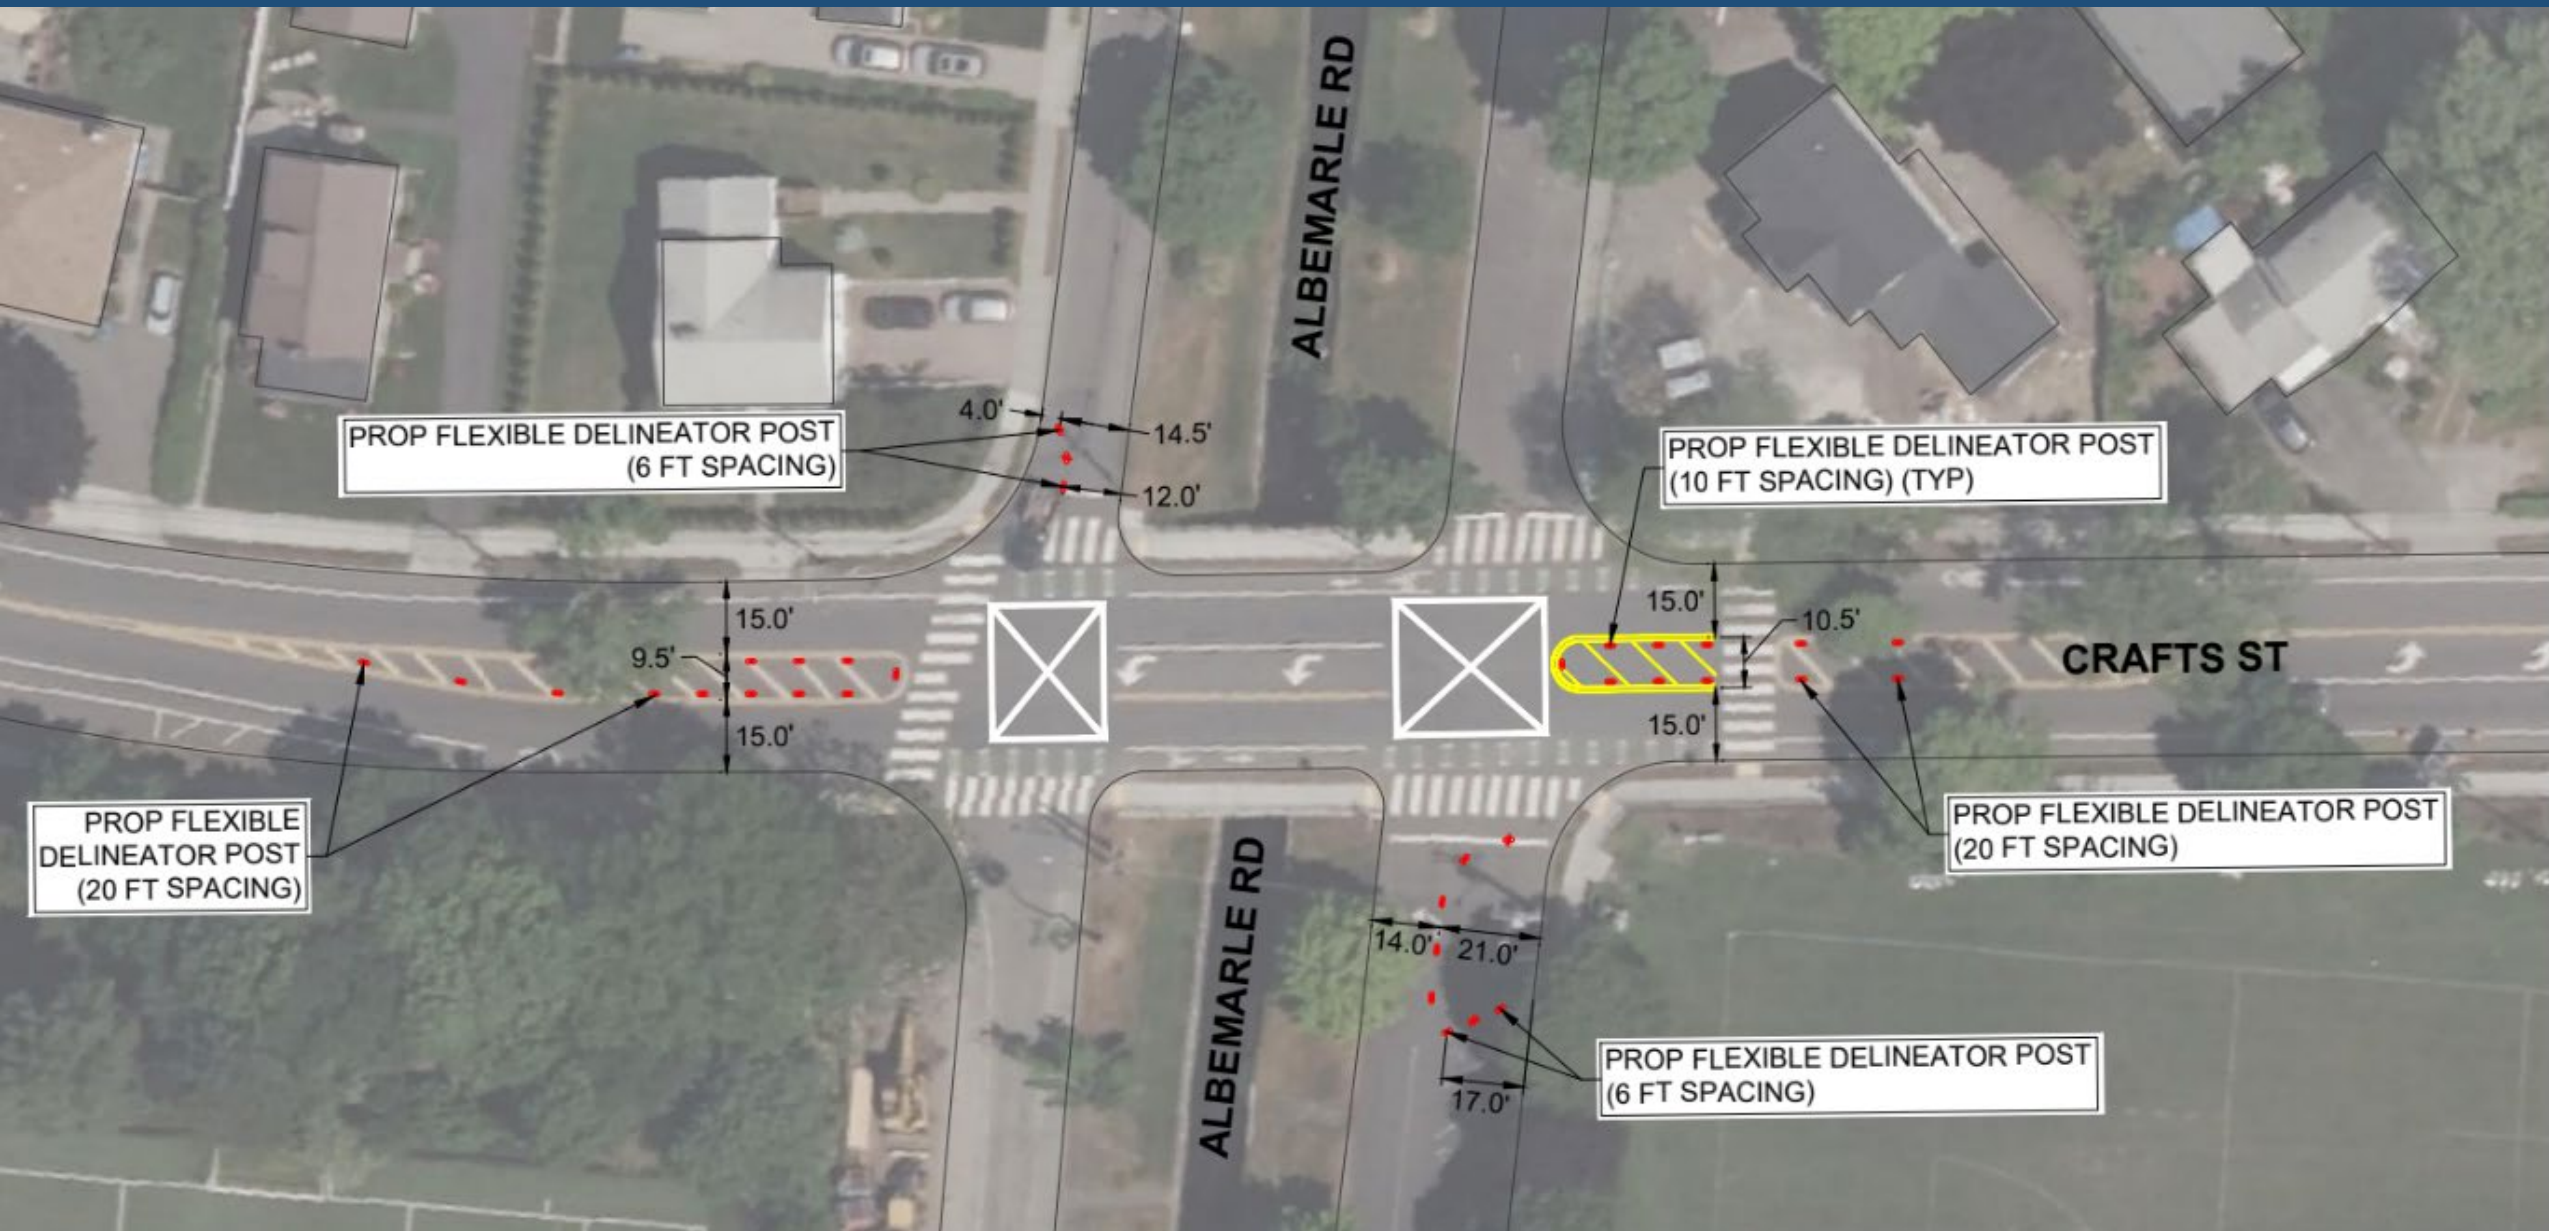 ALBEMARLE RD
4.0'
14.5'
PROP FLEXIBLE DELINEATOR POST
(6 FT SPACING)
12.0'
PROP FLEXIBLE DELINEATOR POST
(10 FT SPACING) (TYP)
15.0'
9.5'
15.0'
15.0'
10.5'
15.0'
CRAFTS ST
PROP FLEXIBLE
DELINEATOR POST
(20 FT SPACING)
PROP FLEXIBLE DELINEATOR POST
(20 FT SPACING)
ALBEMARLE RD
14.0'
21.0'
17.0'
PROP FLEXIBLE DELINEATOR POST
(6 FT SPACING)